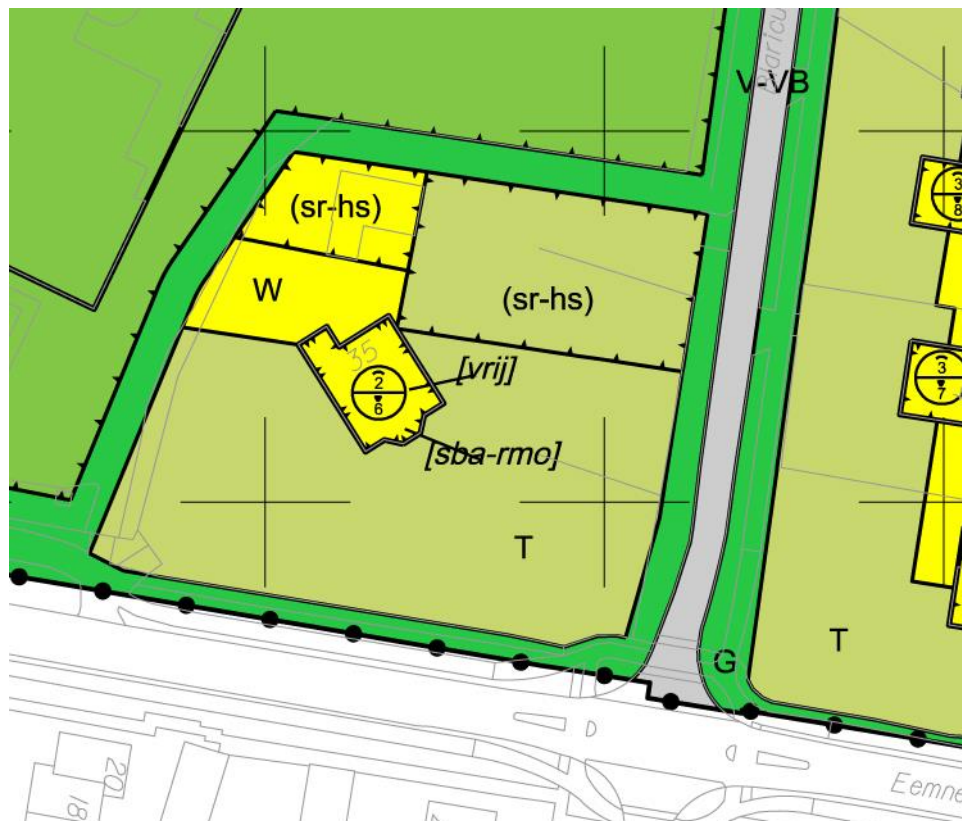 V-VB
(sr-hs)
3
8
W
(sr-hs)
35
[vrij]
2
6
3
7
[sba-rmo]
T
T
G
20
18
Eemne